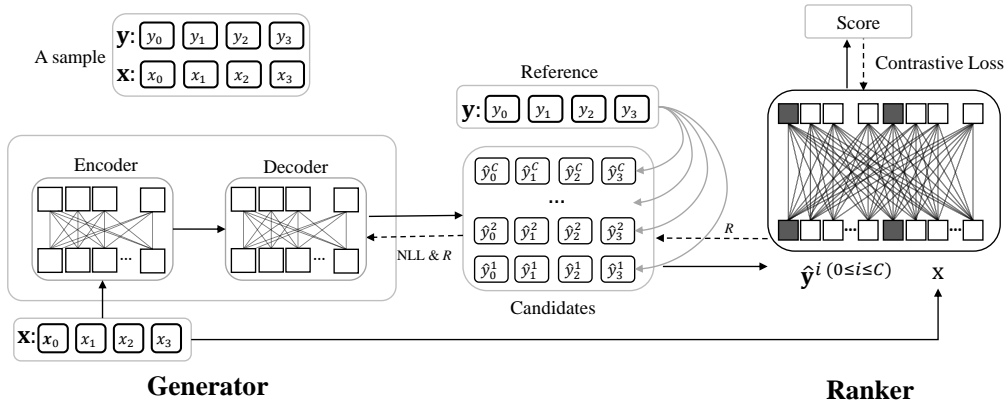 A sample
y: y₀ y₁ y₂ y₃
x: x₀ x₁ x₂ x₃
Score
Contrastive Loss
Reference
y: y₀ y₁ y₂ y₃
Encoder
Decoder
...
...
ŷ₀ᶜ ŷ₁ᶜ ŷ₂ᶜ ŷ₃ᶜ
...
ŷ₀² ŷ₁² ŷ₂² ŷ₃²
ŷ₀¹ ŷ₁¹ ŷ₂¹ ŷ₃¹
Candidates
NLL & R
R
... ...
ŷⁱ (0≤i≤C)
x
x: x₀ x₁ x₂ x₃
Generator
Ranker